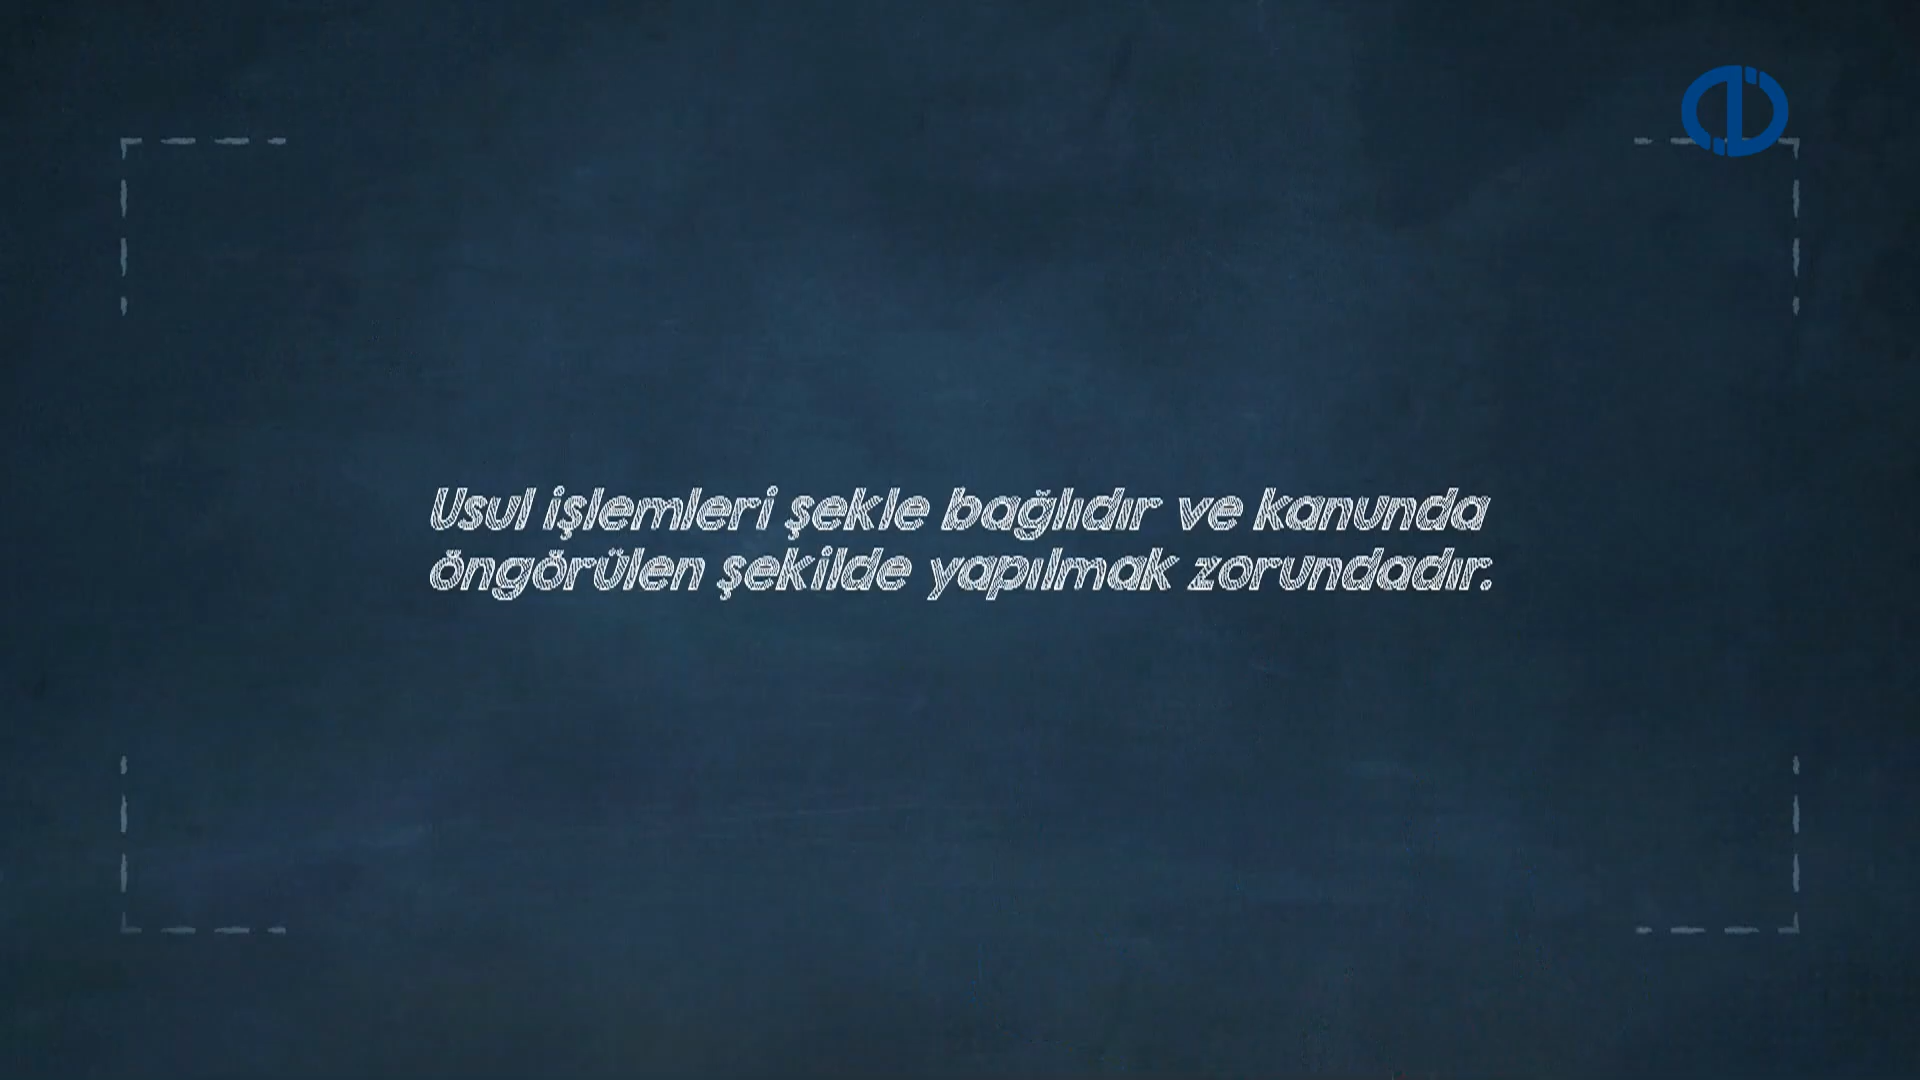 Usul işlemleri şekle bağlıdır ve kanunda
öngörülen şekilde yapılmak zorundadır.